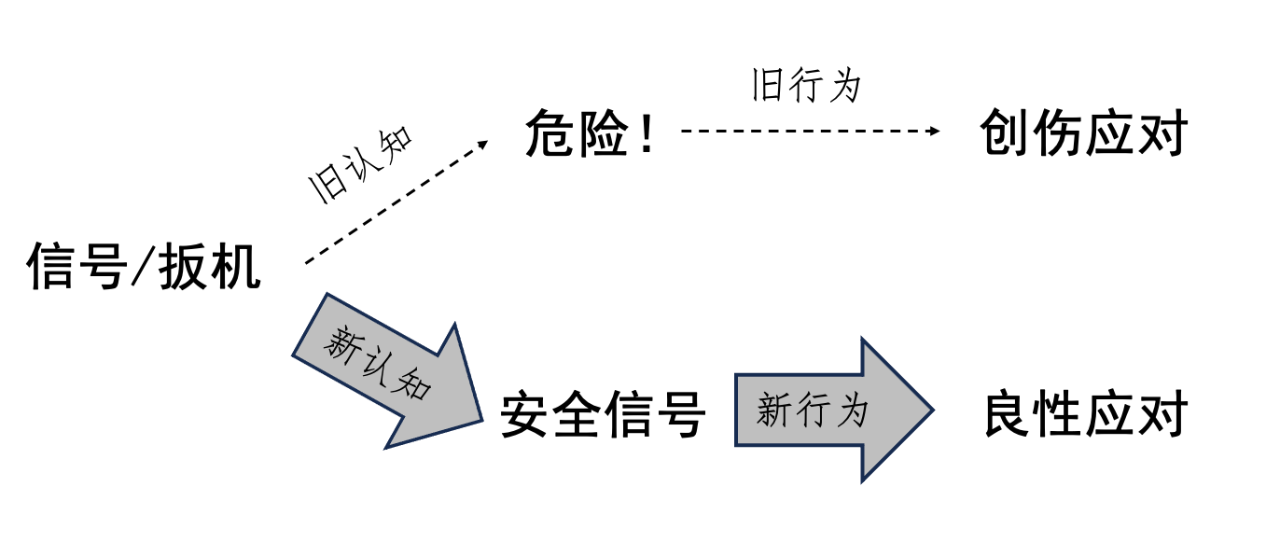 旧行为
旧认知
危险！
创伤应对
信号/扳机
新认知
安全信号
新行为
良性应对